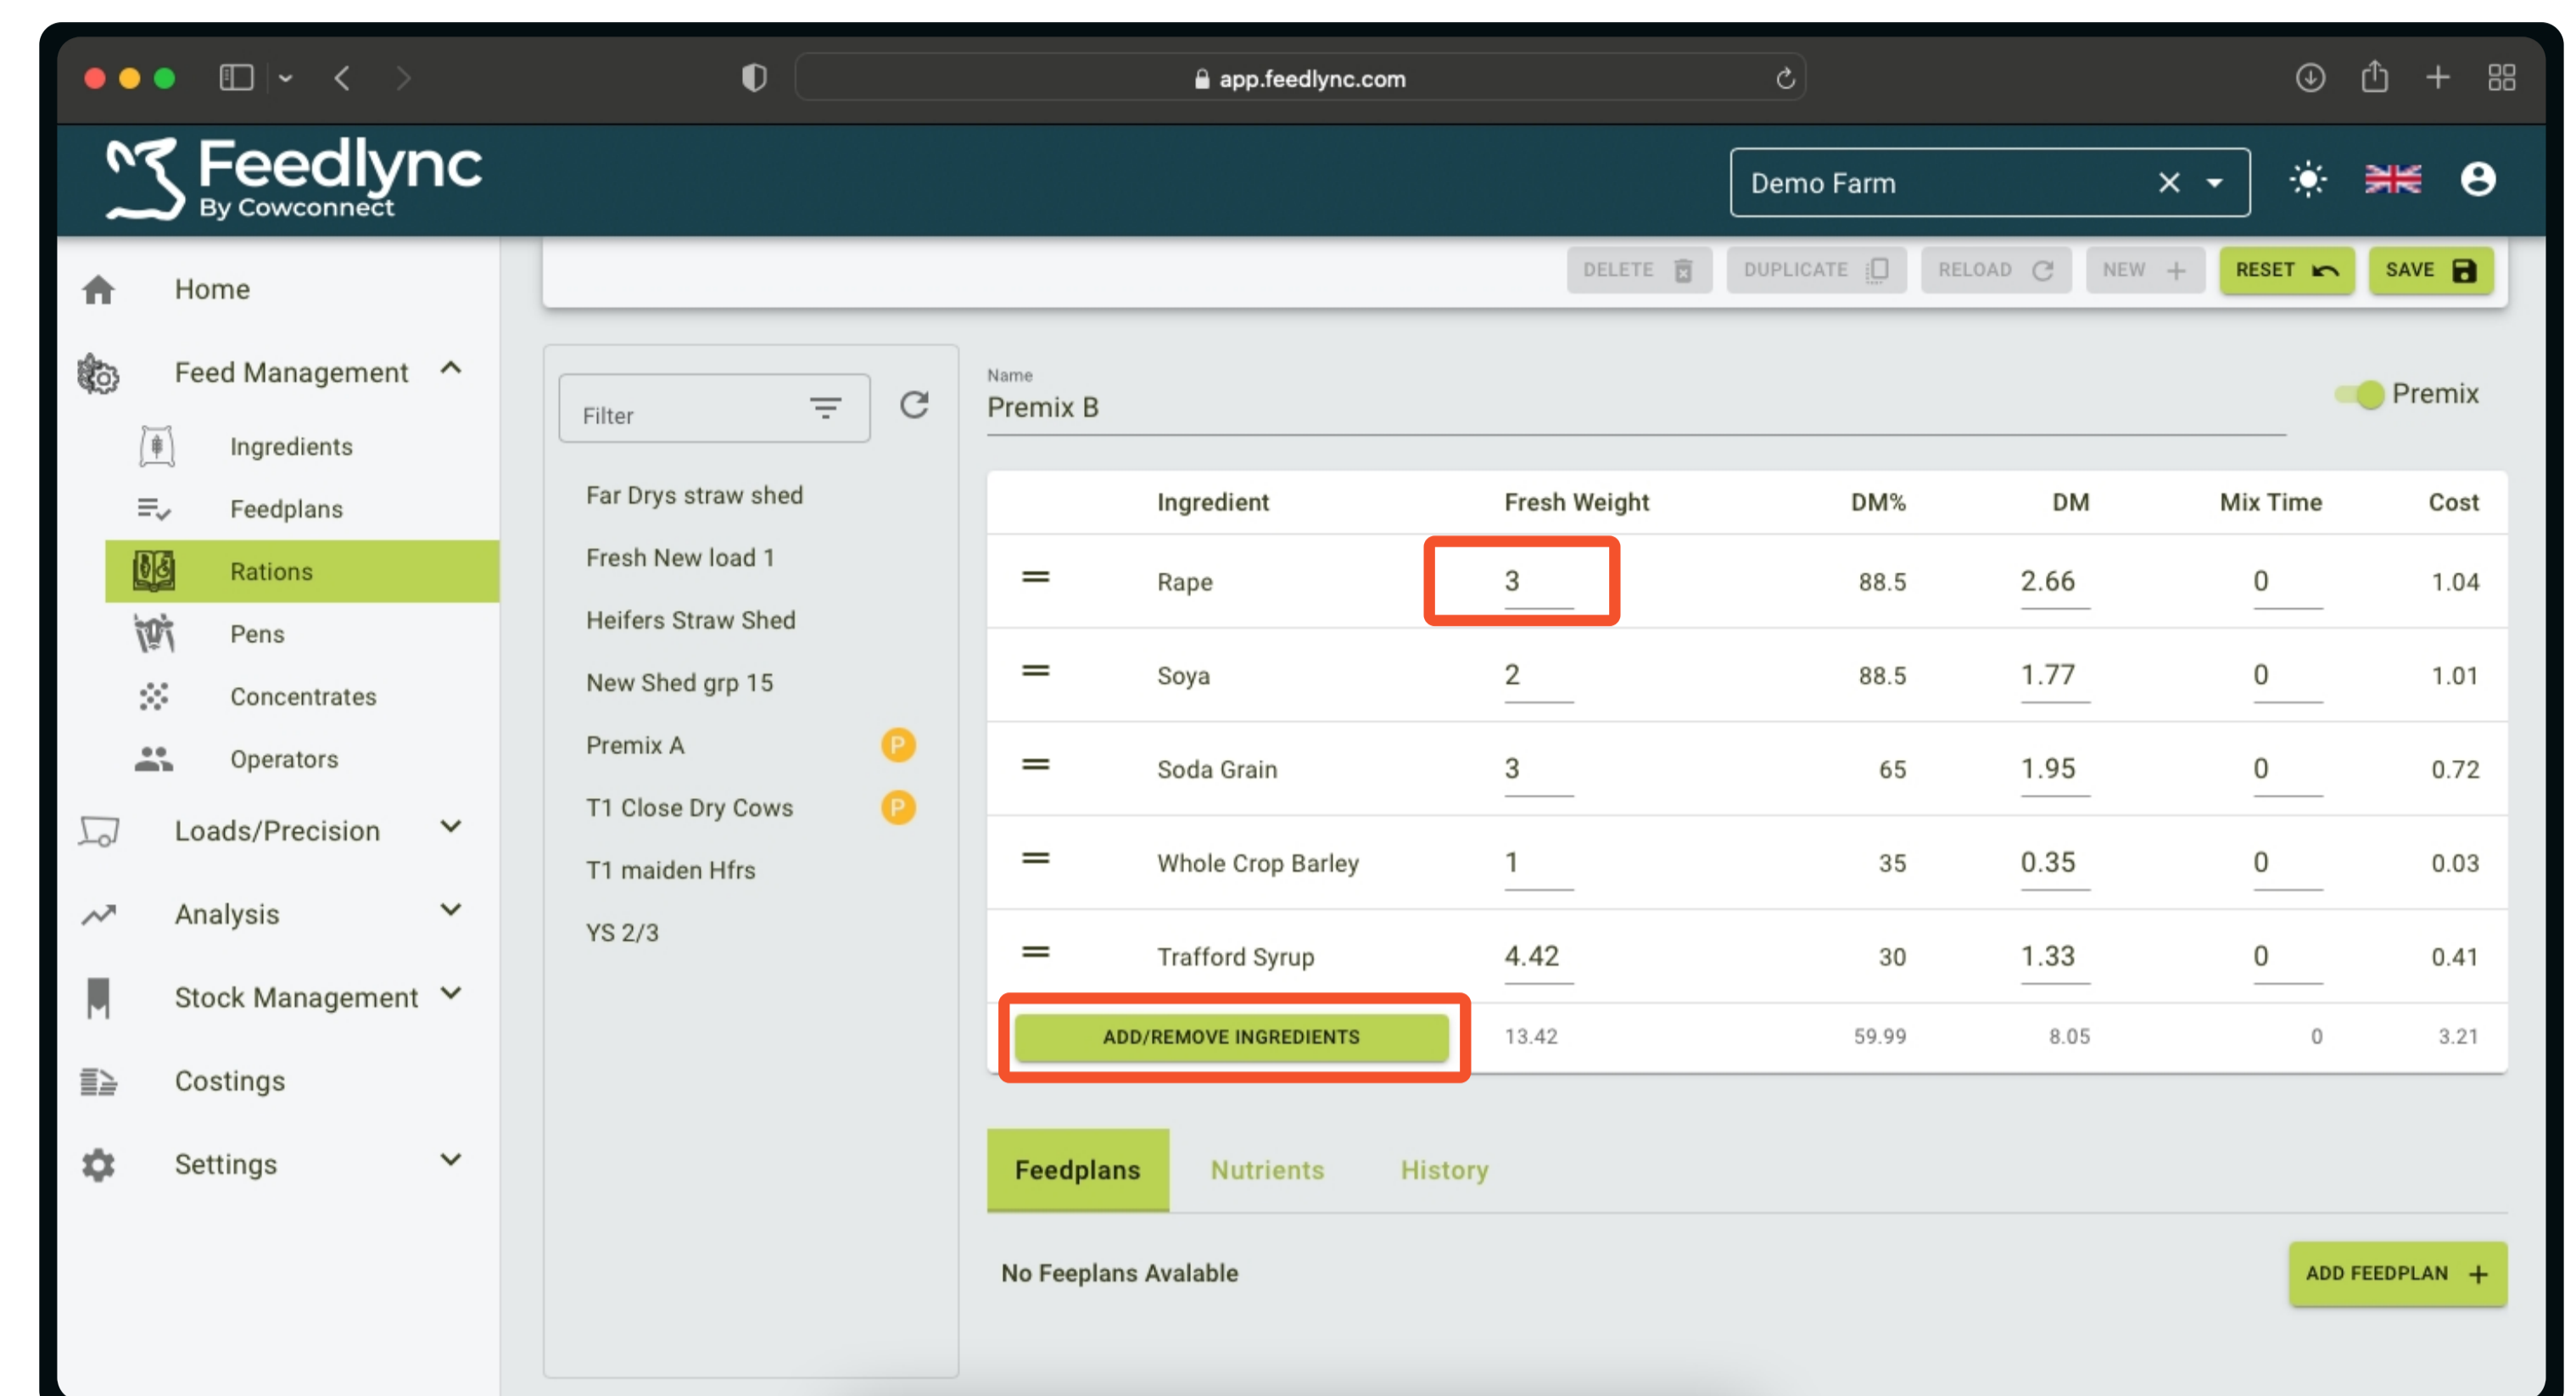 app.feedlync.com
Feedlync
By Cowconnect
Demo Farm
DELETE DUPLICATE RELOAD NEW RESET SAVE
Home
Feed Management
Ingredients
Feedplans
Rations
Pens
Concentrates
Operators
Loads/Precision
Analysis
Stock Management
Costings
Settings
Filter
Far Drys straw shed
Fresh New load 1
Heifers Straw Shed
New Shed grp 15
Premix A P
T1 Close Dry Cows P
T1 maiden Hfrs
YS 2/3
Name
Premix B
Premix
Ingredient Fresh Weight DM% DM Mix Time Cost
Rape 3 88.5 2.66 0 1.04
Soya 2 88.5 1.77 0 1.01
Soda Grain 3 65 1.95 0 0.72
Whole Crop Barley 1 35 0.35 0 0.03
Trafford Syrup 4.42 30 1.33 0 0.41
ADD/REMOVE INGREDIENTS 13.42 59.99 8.05 0 3.21
Feedplans Nutrients History
No Feeplans Avalable
ADD FEEDPLAN